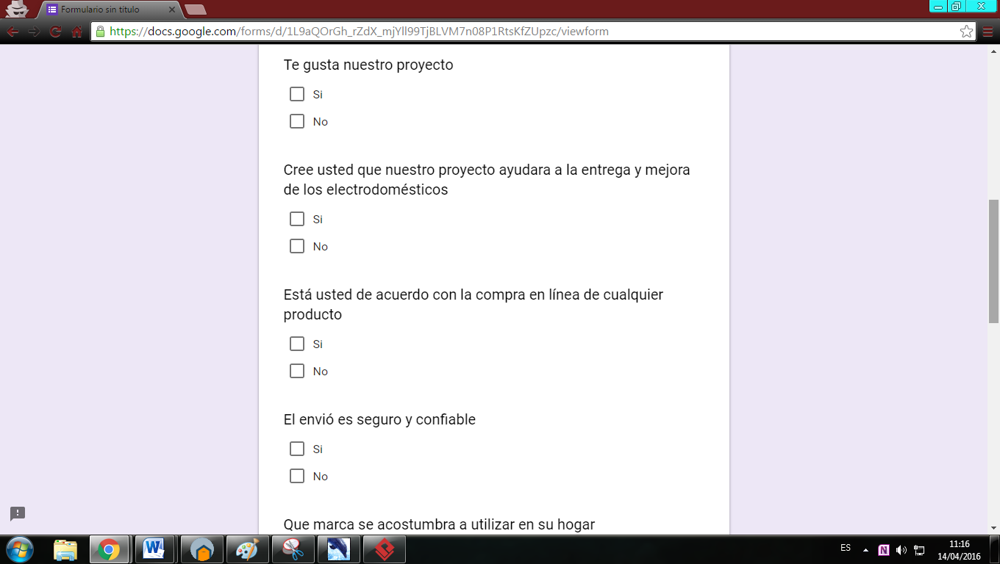 Formulario sin título
https://docs.google.com/forms/d/1L9aQOrGh_rZdX_mjYll99TjBLVM7n08P1RtsKfZUpzc/viewform
Te gusta nuestro proyecto
Si
No
Cree usted que nuestro proyecto ayudara a la entrega y mejora
de los electrodomésticos
Si
No
Está usted de acuerdo con la compra en línea de cualquier
producto
Si
No
El envió es seguro y confiable
Si
No
Que marca se acostumbra a utilizar en su hogar
ES
11:16
14/04/2016